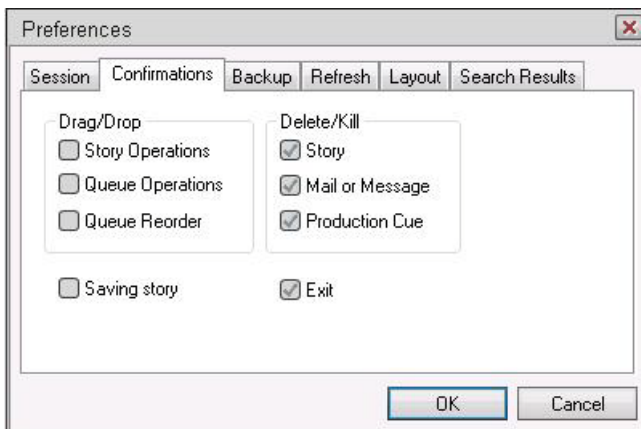 Preferences
Session Confirmations Backup Refresh Layout Search Results
Drag/Drop Delete/Kill
Story Operations Story
Queue Operations Mail or Message
Queue Reorder Production Cue
Saving story Exit
OK Cancel